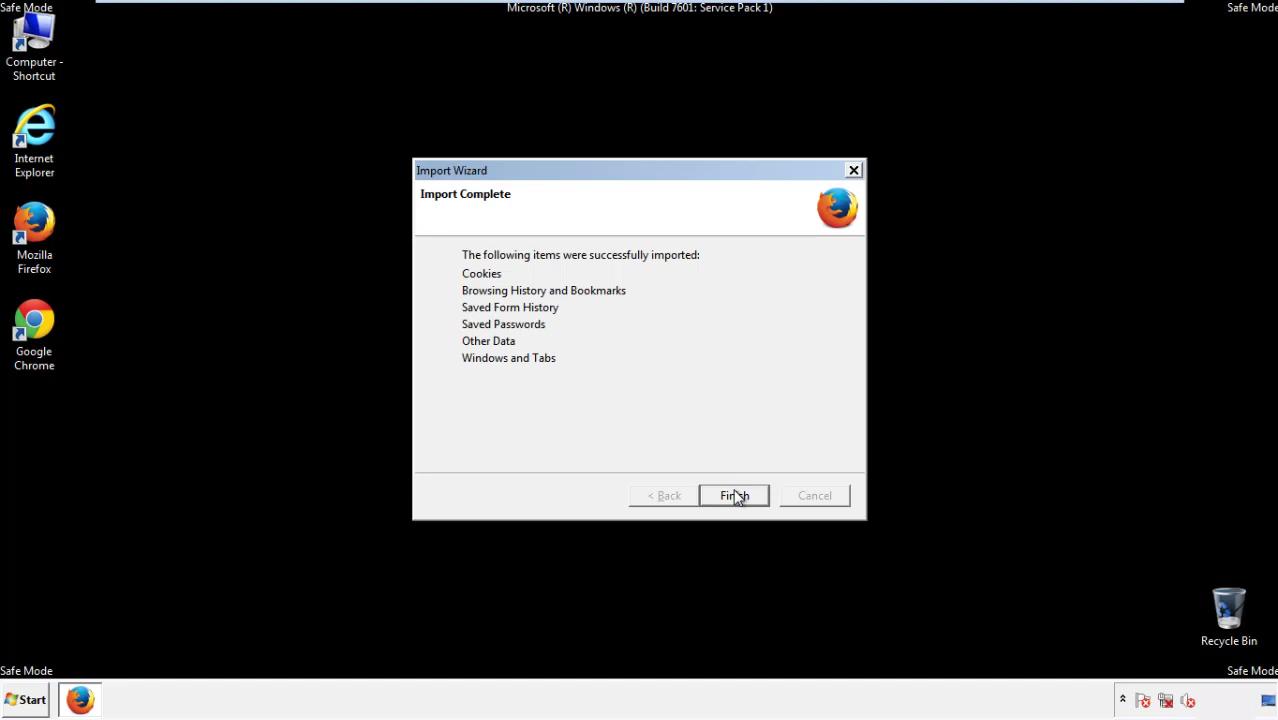 Safe Mode
Microsoft (R) Windows (R) (Build 7601: Service Pack 1)
Safe Mode
Computer -
Shortcut
Internet
Explorer
Mozilla
Firefox
Google
Chrome
Import Wizard
Import Complete
The following items were successfully imported:
Cookies
Browsing History and Bookmarks
Saved Form History
Saved Passwords
Other Data
Windows and Tabs
< Back
Finish
Cancel
Recycle Bin
Safe Mode
Safe Mode
Start